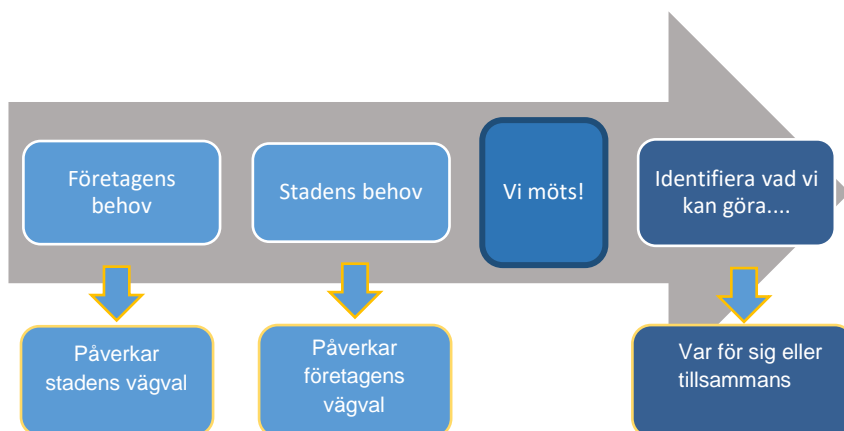 Företagens
behov
Stadens behov
Vi möts!
Identifiera vad vi
kan göra....
Påverkar
stadens vägval
Påverkar
företagens
vägval
Var för sig eller
tillsammans